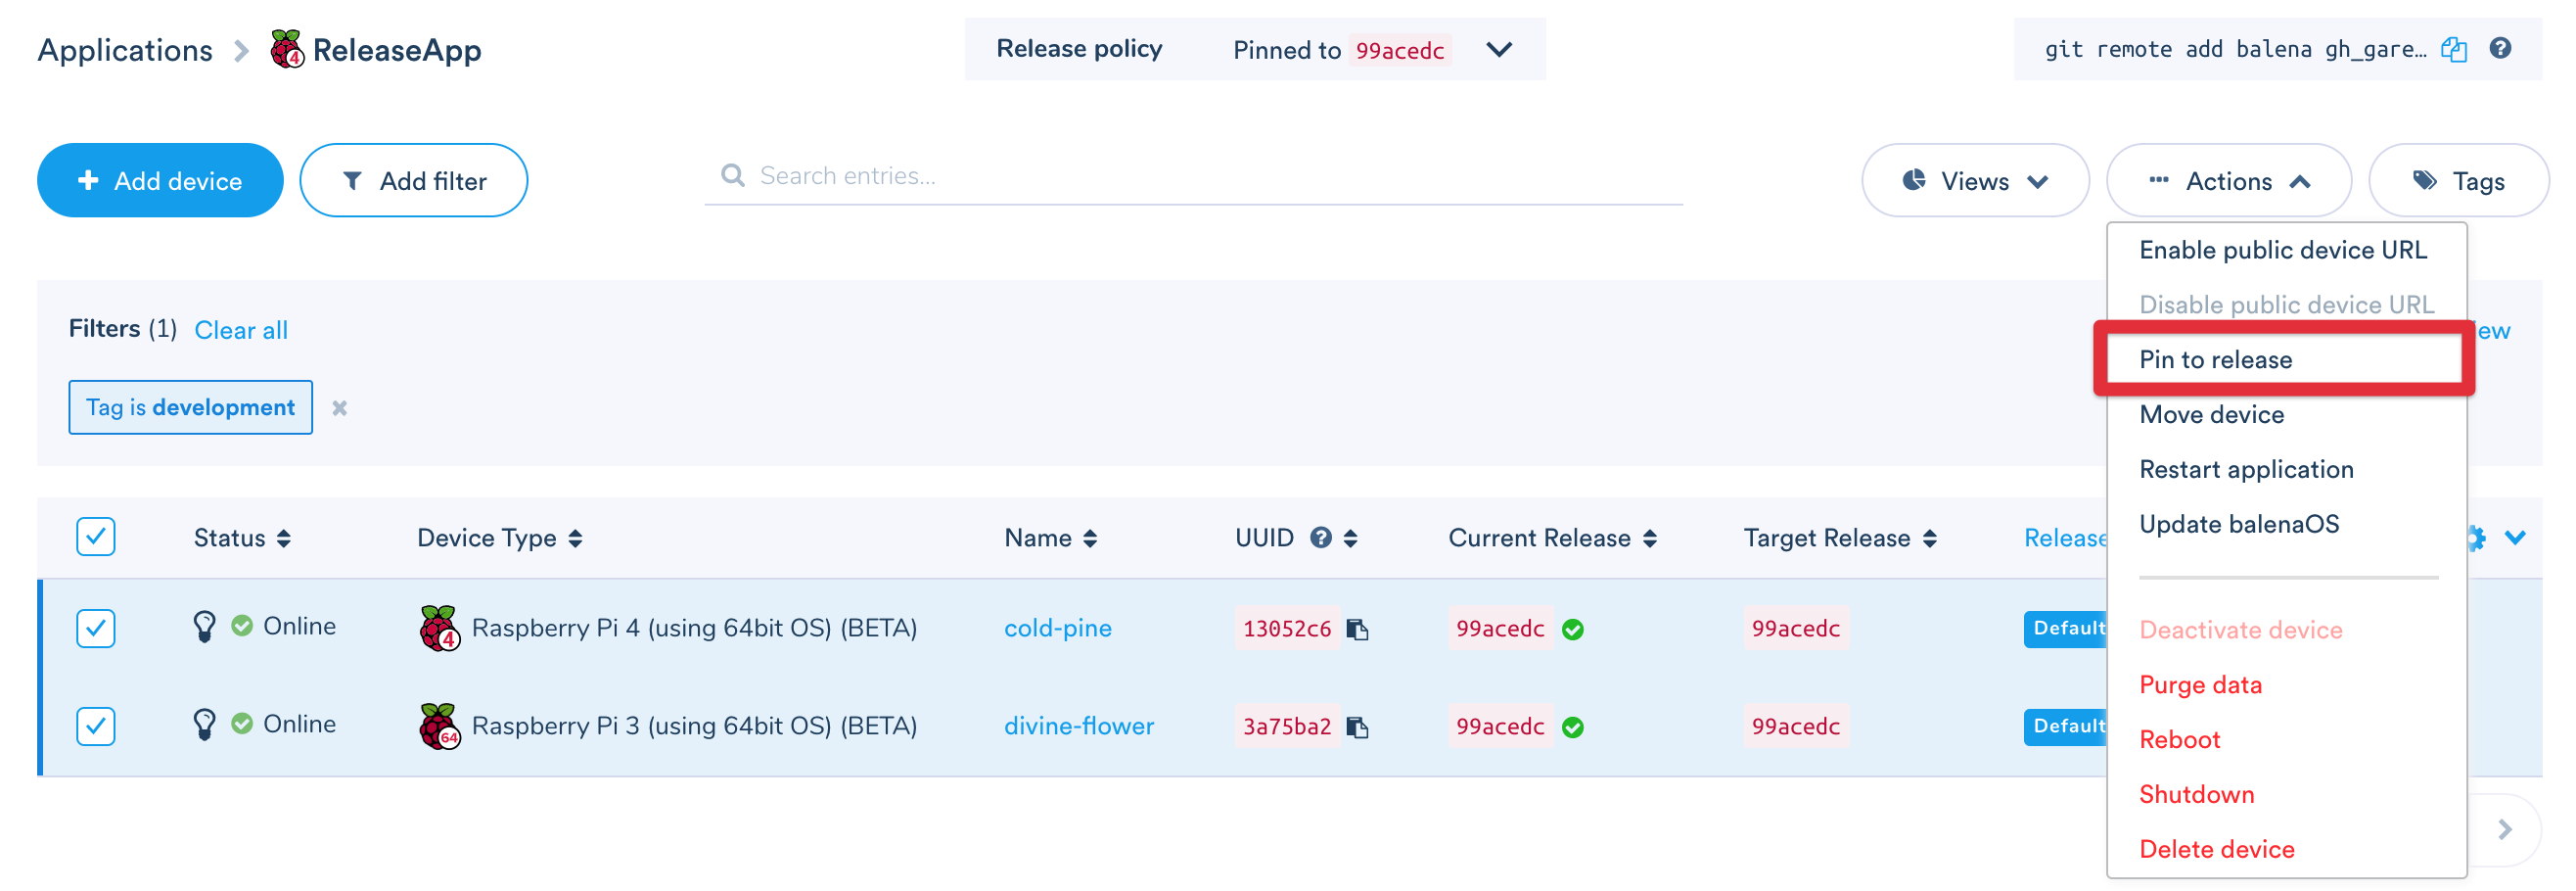 Applications ReleaseApp
Release policy Pinned to 99acedc
git remote add balena gh_gare…
Add device
Add filter
Search entries...
Views
Actions
Tags
Enable public device URL
Disable public device URL
Pin to release
Move device
Restart application
Update balenaOS
Deactivate device
Purge data
Reboot
Shutdown
Delete device
Filters (1) Clear all
Tag is development
Status Device Type Name UUID Current Release Target Release Release
Online 4 Raspberry Pi 4 (using 64bit OS) (BETA) cold-pine 13052c6 99acedc 99acedc Default
Online 64 Raspberry Pi 3 (using 64bit OS) (BETA) divine-flower 3a75ba2 99acedc 99acedc Default